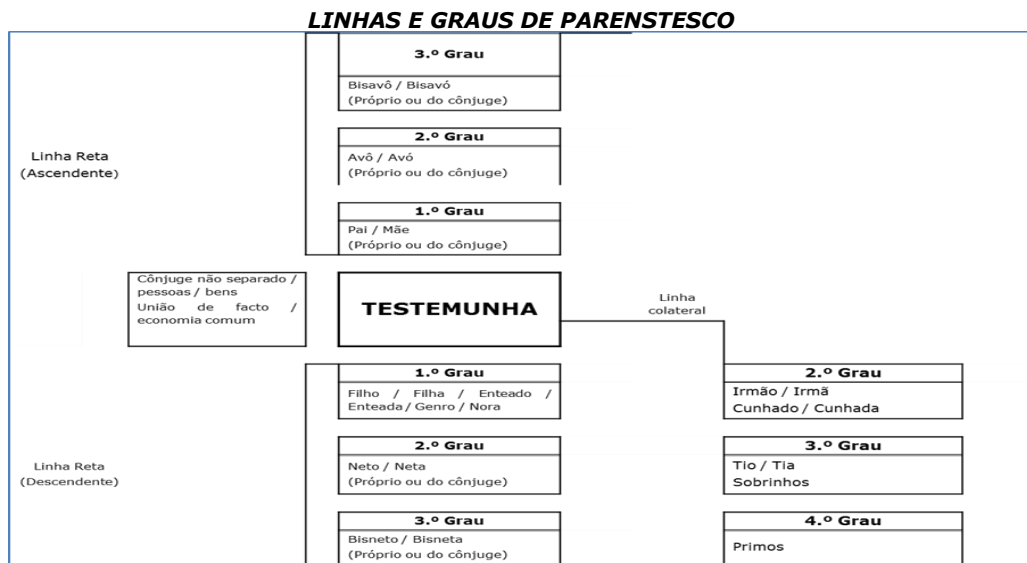 LINHAS E GRAUS DE PARENSTESCO
3.º Grau
Bisavô / Bisavó
(Próprio ou do cônjuge)
2.º Grau
Avô / Avó
(Próprio ou do cônjuge)
Linha Reta
(Ascendente)
1.º Grau
Pai / Mãe
(Próprio ou do cônjuge)
Cônjuge não separado /
pessoas / bens
União de facto /
economia comum
TESTEMUNHA
Linha
colateral
1.º Grau
Filho / Filha / Enteado /
Enteada / Genro / Nora
2.º Grau
Irmão / Irmã
Cunhado / Cunhada
Linha Reta
(Descendente)
2.º Grau
Neto / Neta
(Próprio ou do cônjuge)
3.º Grau
Tio / Tia
Sobrinhos
3.º Grau
Bisneto / Bisneta
(Próprio ou do cônjuge)
4.º Grau
Primos